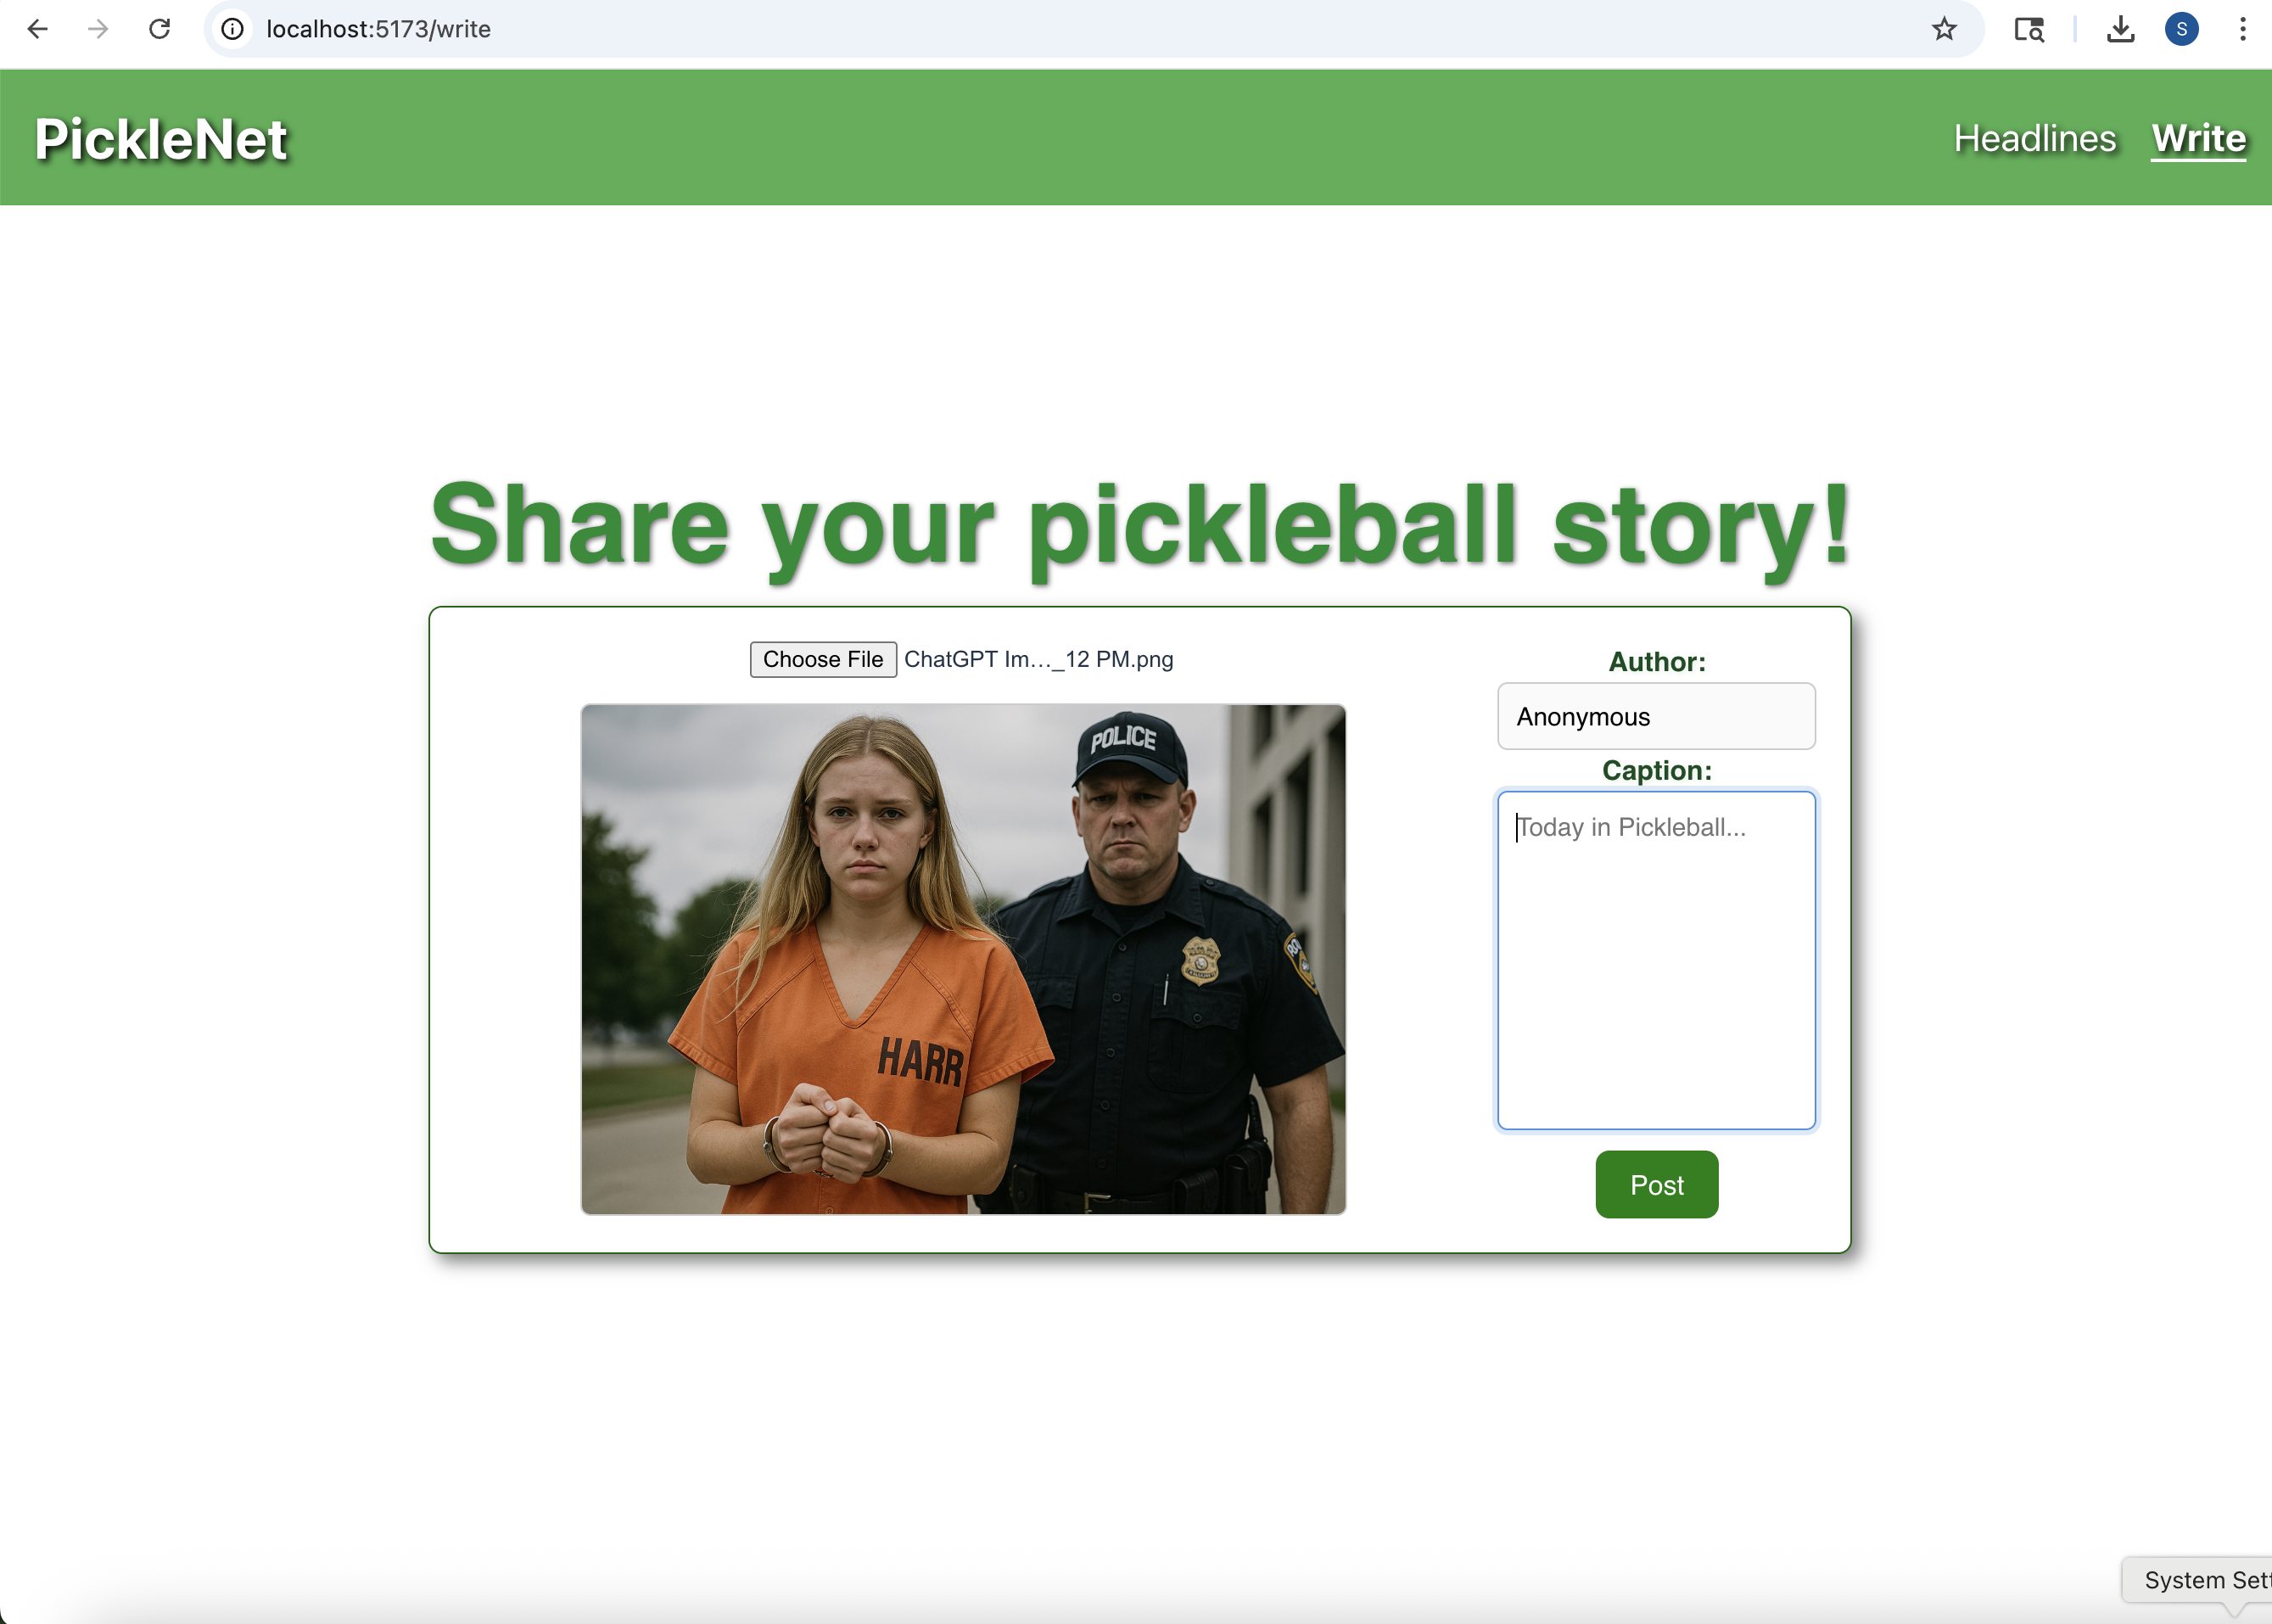 localhost:5173/write
S
PickleNet
Headlines Write
Share your pickleball story!
Choose File ChatGPT Im..._12 PM.png
Author:
Anonymous
Caption:
Today in Pickleball...
POLICE
HARR
Post
System Sett